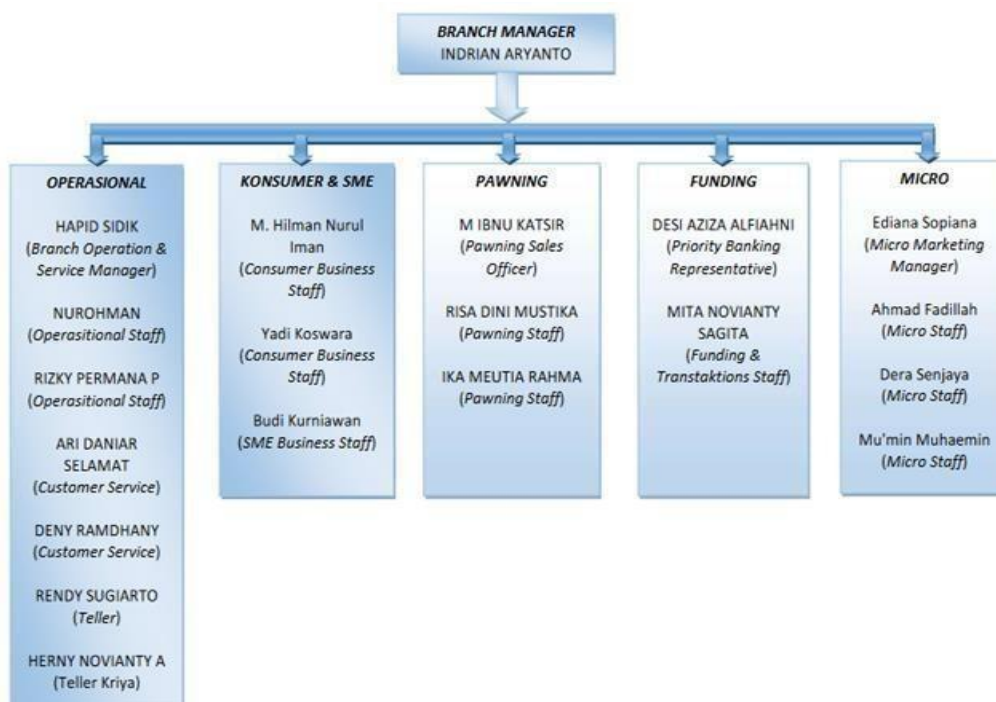 BRANCH MANAGER
INDRIAN ARYANTO
OPERASIONAL
HAPID SIDIK
(Branch Operation &
Service Manager)
NUROHMAN
(Operasitional Staff)
RIZKY PERMANA P
(Operasitional Staff)
ARI DANIAR
SELAMAT
(Customer Service)
DENY RAMDHANY
(Customer Service)
RENDY SUGIARTO
(Teller)
HERNY NOVIANTY A
(Teller Kriya)
KONSUMER & SME
M. Hilman Nurul
Iman
(Consumer Business
Staff)
Yadi Koswara
(Consumer Business
Staff)
Budi Kurniawan
(SME Business Staff)
PAWNING
M IBNU KATSIR
(Pawning Sales
Officer)
RISA DINI MUSTIKA
(Pawning Staff)
IKA MEUTIA RAHMA
(Pawning Staff)
FUNDING
DESI AZIZA ALFIAHNI
(Priority Banking
Representative)
MITA NOVIANTY
SAGITA
(Funding &
Transtaktions Staff)
MICRO
Ediana Sopiana
(Micro Marketing
Manager)
Ahmad Fadillah
(Micro Staff)
Dera Senjaya
(Micro Staff)
Mu'min Muhaemin
(Micro Staff)